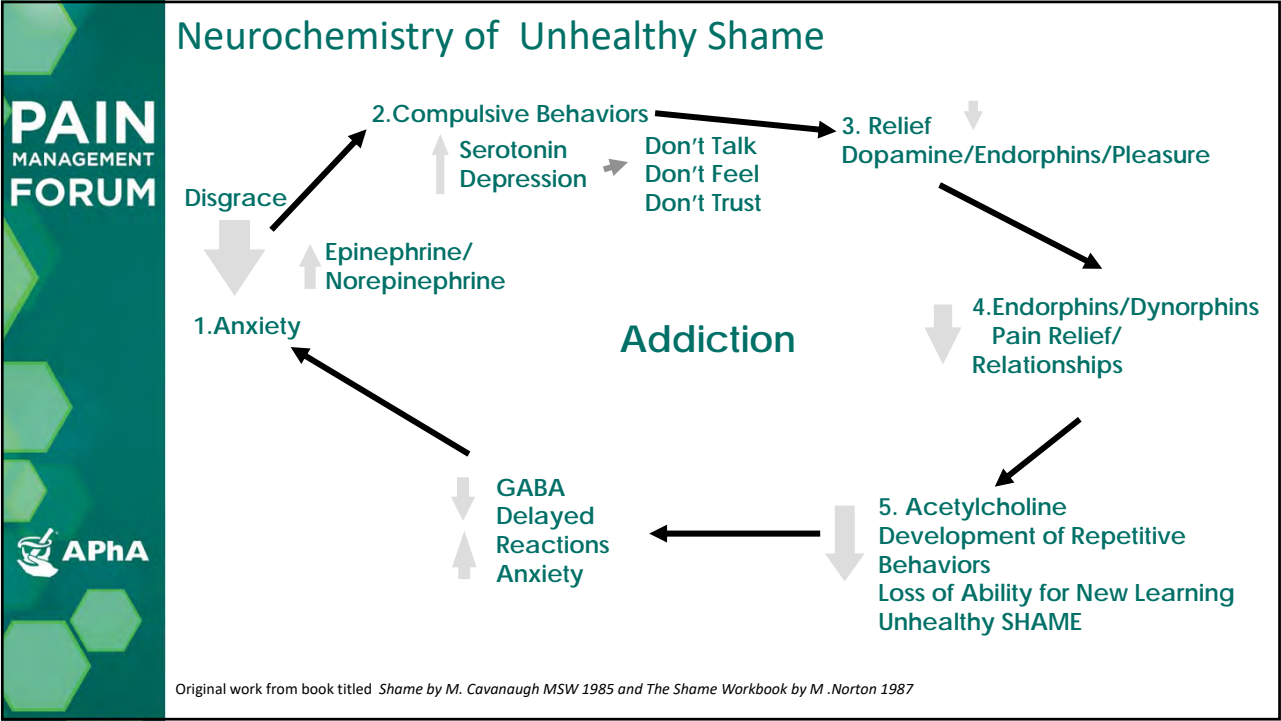 Neurochemistry of Unhealthy Shame
PAIN
MANAGEMENT
FORUM
APhA
Disgrace
1.Anxiety
Epinephrine/
Norepinephrine
2.Compulsive Behaviors
Serotonin
Depression
Don't Talk
Don't Feel
Don't Trust
3. Relief
Dopamine/Endorphins/Pleasure
4.Endorphins/Dynorphins
Pain Relief/
Relationships
Addiction
5. Acetylcholine
Development of Repetitive
Behaviors
Loss of Ability for New Learning
Unhealthy SHAME
GABA
Delayed
Reactions
Anxiety
Original work from book titled Shame by M. Cavanaugh MSW 1985 and The Shame Workbook by M .Norton 1987